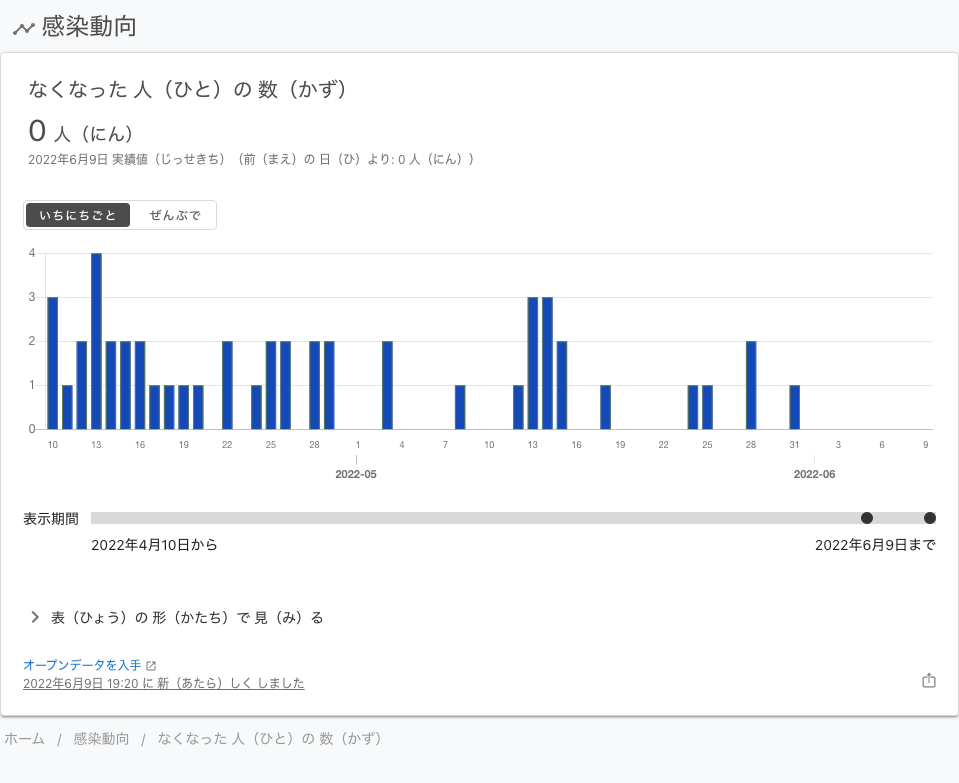 感染動向
なくなった 人（ひと）の 数（かず）
0 人（にん）
2022年6月9日 実績値（じっせきち）（前（まえ）の 日（ひ）より: 0 人（にん））
いちにちごと ぜんぶで
4
3
2
1
0
10 13 16 19 22 25 28 1 4 7 10 13 16 19 22 25 28 31 3 6 9
2022-05 2022-06
表示期間
2022年4月10日から 2022年6月9日まで
表（ひょう）の 形（かたち）で 見（み）る
オープンデータを入手
2022年6月9日 19:20 に 新（あたら）しく しました
ホーム / 感染動向 / なくなった 人（ひと）の 数（かず）